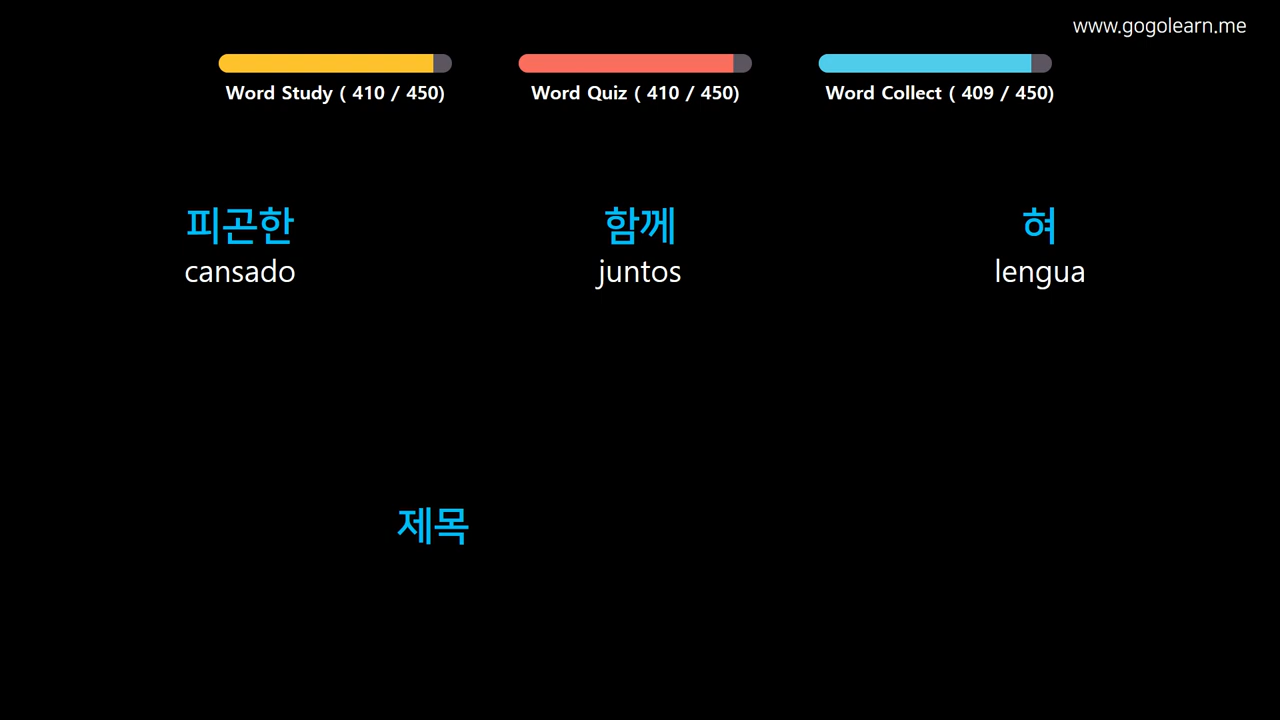 www.gogolearn.me
Word Study ( 410 / 450)
Word Quiz ( 410 / 450)
Word Collect ( 409 / 450)
피곤한
함께
혀
cansado
juntos
lengua
제목